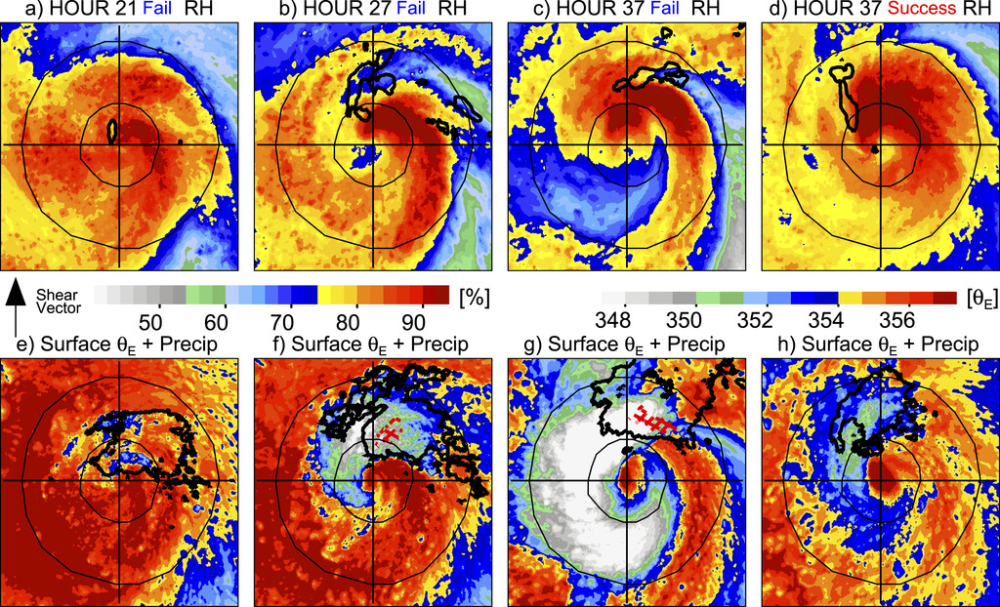 a) HOUR 21 Fail RH
b) HOUR 27 Fail RH
c) HOUR 37 Fail RH
d) HOUR 37 Success RH
Shear
Vector
50 60 70 80 90 [%]
348 350 352 354 356 [θE]
e) Surface θE + Precip
f) Surface θE + Precip
g) Surface θE + Precip
h) Surface θE + Precip